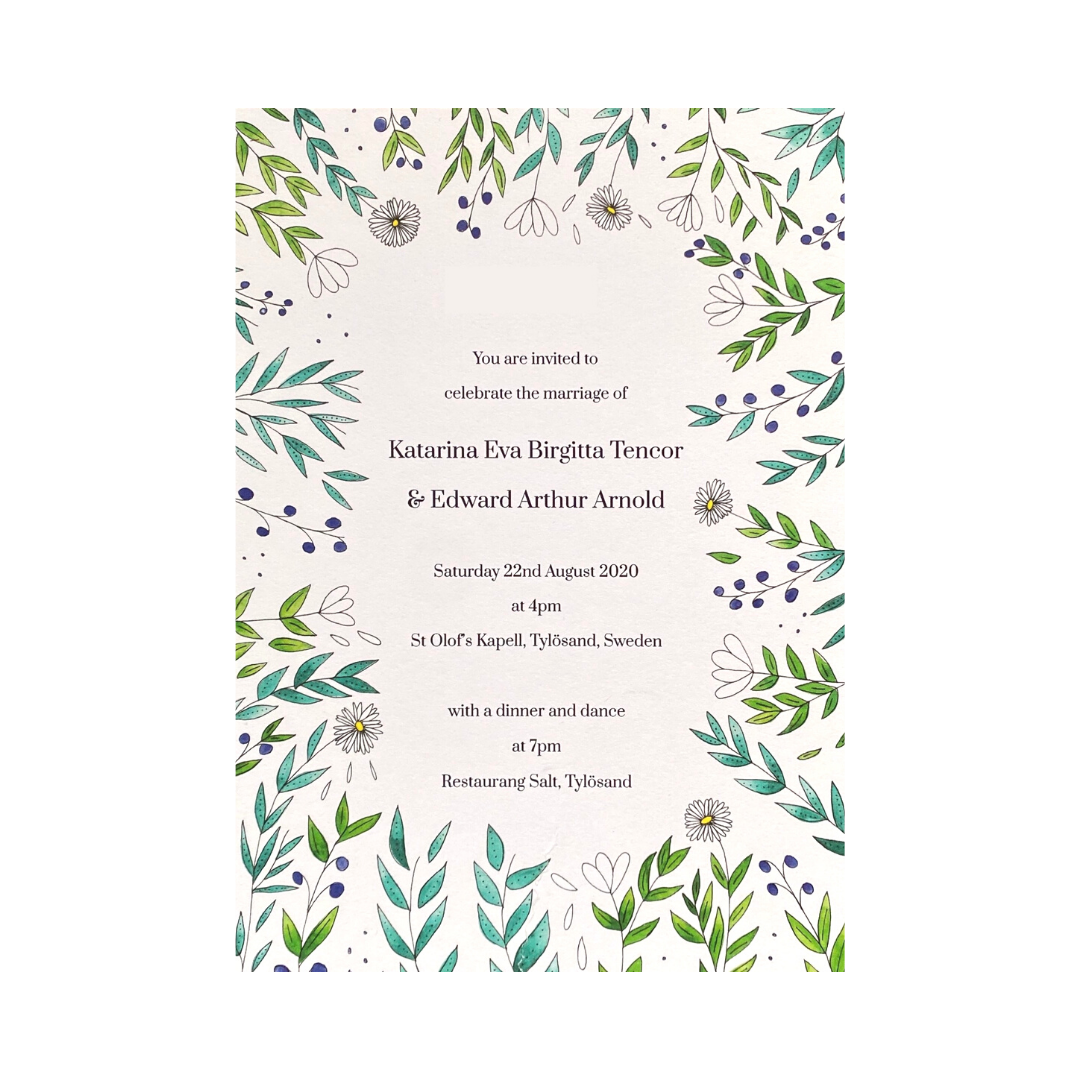 You are invited to
celebrate the marriage of
Katarina Eva Birgitta Tencor
& Edward Arthur Arnold
Saturday 22nd August 2020
at 4pm
St Olof's Kapell, Tylösand, Sweden
with a dinner and dance
at 7pm
Restaurang Salt, Tylösand